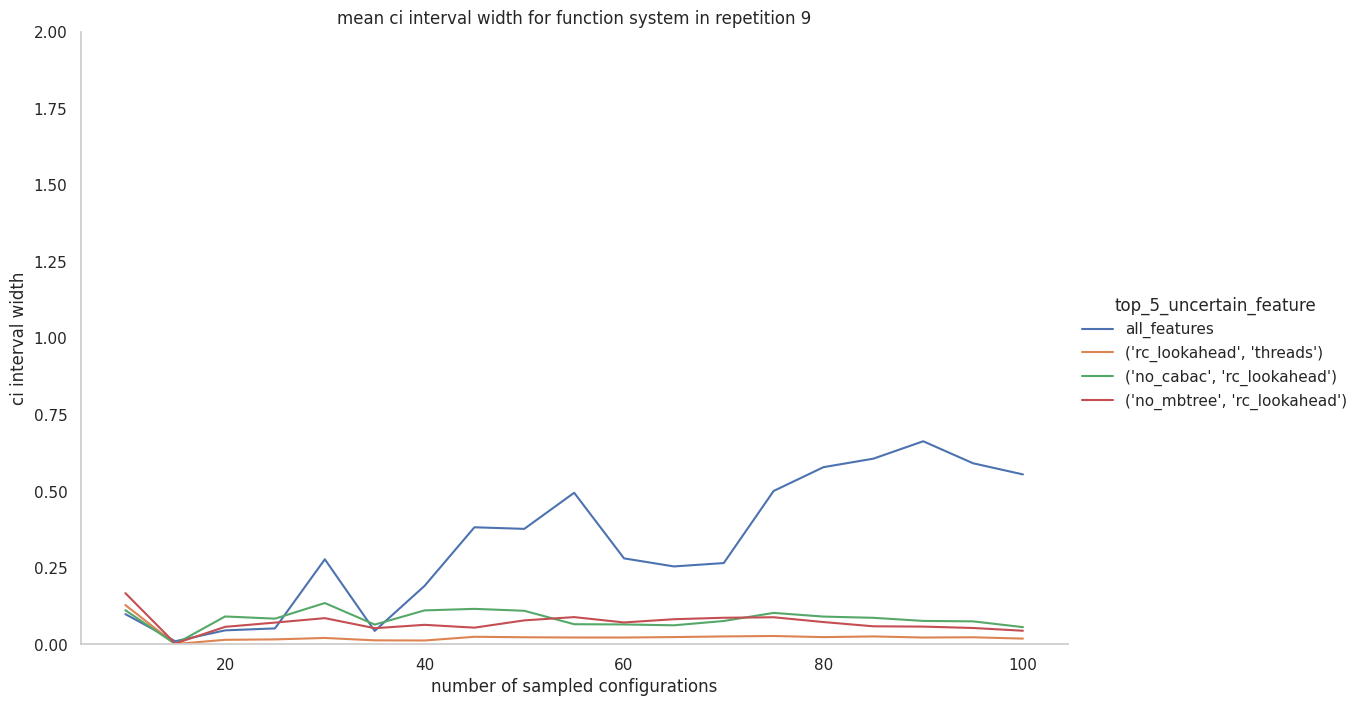 mean ci interval width for function system in repetition 9
2.00
1.75
1.50
1.25
1.00
0.75
0.50
0.25
0.00
ci interval width
20
40
60
80
100
number of sampled configurations
top_5_uncertain_feature
all_features
('rc_lookahead', 'threads')
('no_cabac', 'rc_lookahead')
('no_mbtree', 'rc_lookahead')